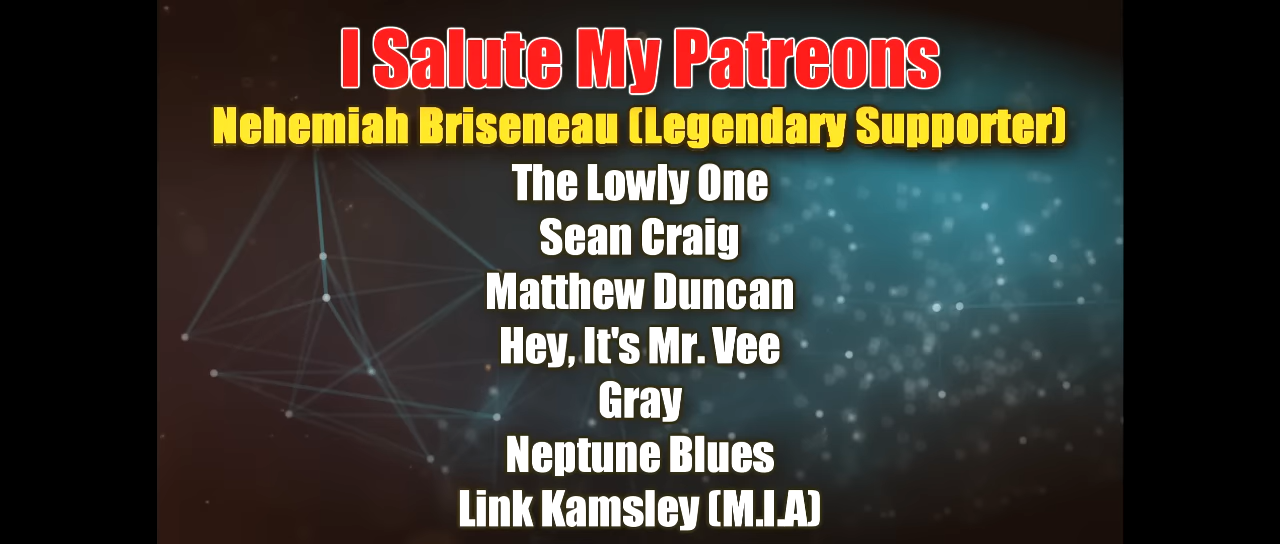 I Salute My Patreons
Nehemiah Briseneau (Legendary Supporter)
The Lowly One
Sean Craig
Matthew Duncan
Hey, It's Mr. Vee
Gray
Neptune Blues
Link Kamsley (M.I.A)